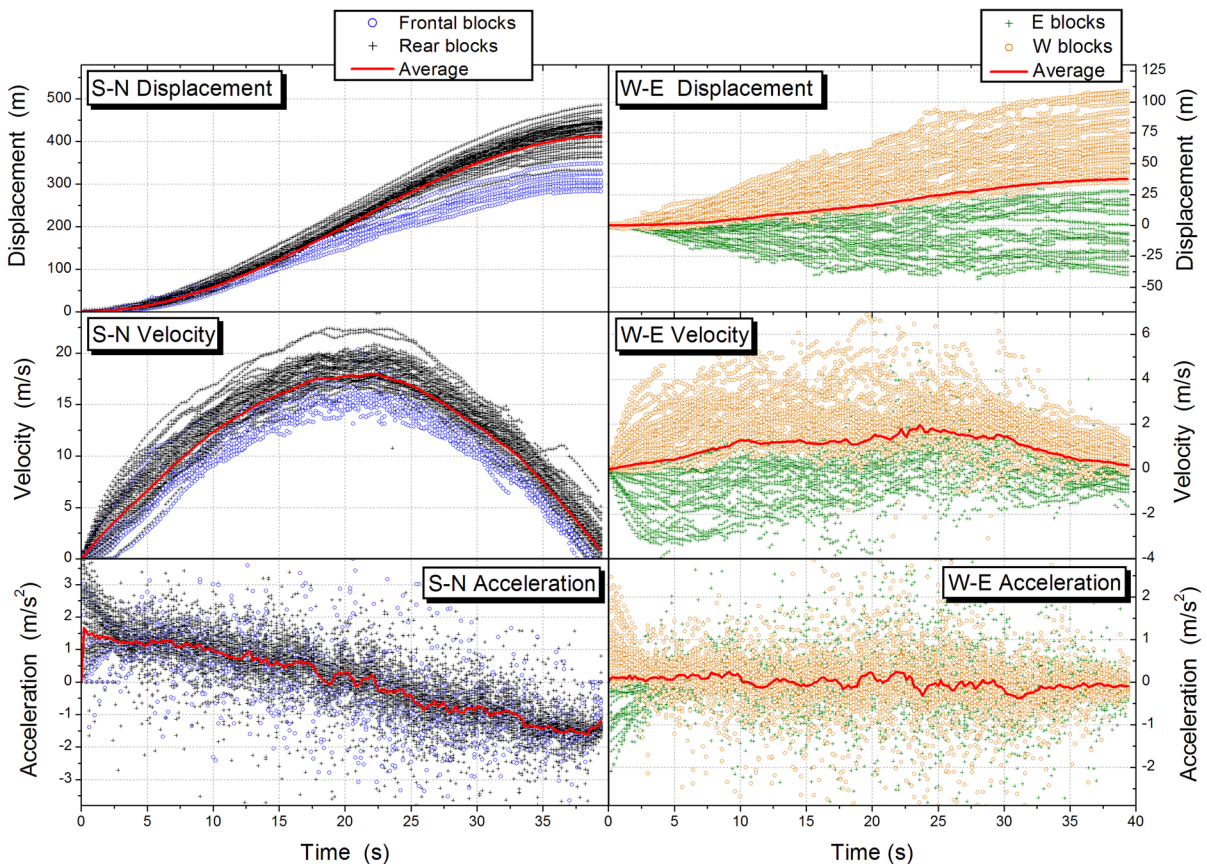 Frontal blocks
Rear blocks
Average
E blocks
W blocks
Average
S-N Displacement
W-E Displacement
Displacement (m)
500
400
300
200
100
0
125
100
75
50
25
0
-25
-50
Displacement (m)
S-N Velocity
W-E Velocity
Velocity (m/s)
20
15
10
5
0
6
4
2
0
-2
-4
Velocity (m/s)
S-N Acceleration
W-E Acceleration
Acceleration (m/s²)
3
2
1
0
-1
-2
-3
2
1
0
-1
-2
Acceleration (m/s²)
0 5 10 15 20 25 30 35 0 5 10 15 20 25 30 35 40
Time (s)
Time (s)